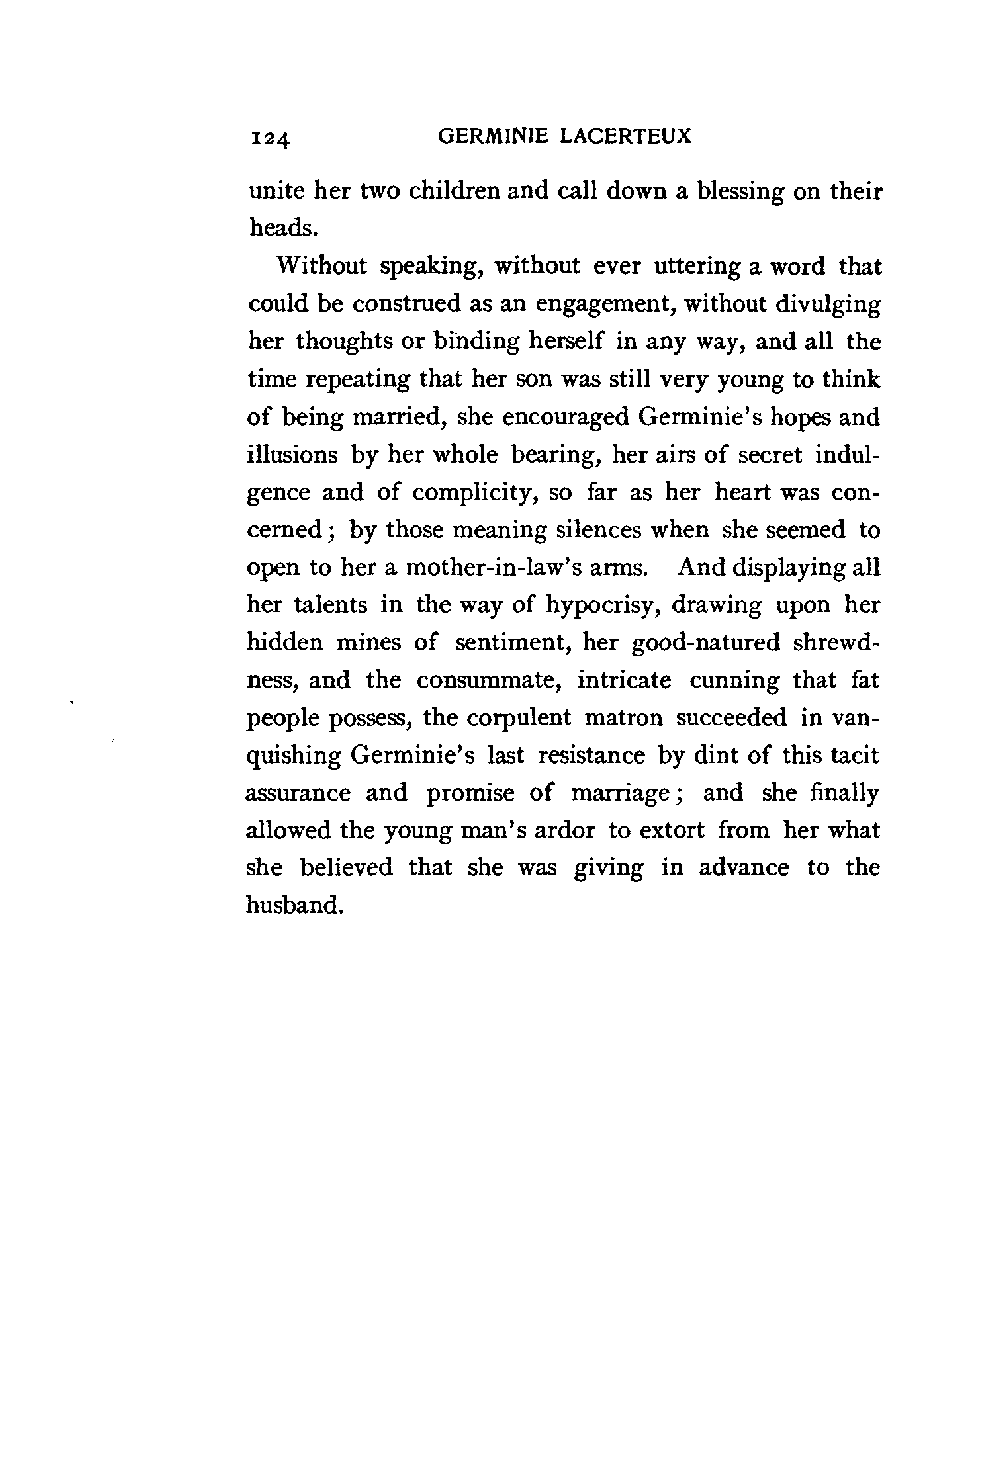 124 GERMINIE LACERTEUX
unite her two children and call down a blessing on their
heads.
Without speaking, without ever uttering a word that
could be construed as an engagement, without divulging
her thoughts or binding herself in any way, and all the
time repeating that her son was still very young to think
of being married, she encouraged Germinie's hopes and
illusions by her whole bearing, her airs of secret indul-
gence and of complicity, so far as her heart was con-
cerned; by those meaning silences when she seemed to
open to her a mother-in-law's arms. And displaying all
her talents in the way of hypocrisy, drawing upon her
hidden mines of sentiment, her good-natured shrewd-
ness, and the consummate, intricate cunning that fat
people possess, the corpulent matron succeeded in van-
quishing Germinie's last resistance by dint of this tacit
assurance and promise of marriage; and she finally
allowed the young man's ardor to extort from her what
she believed that she was giving in advance to the
husband.